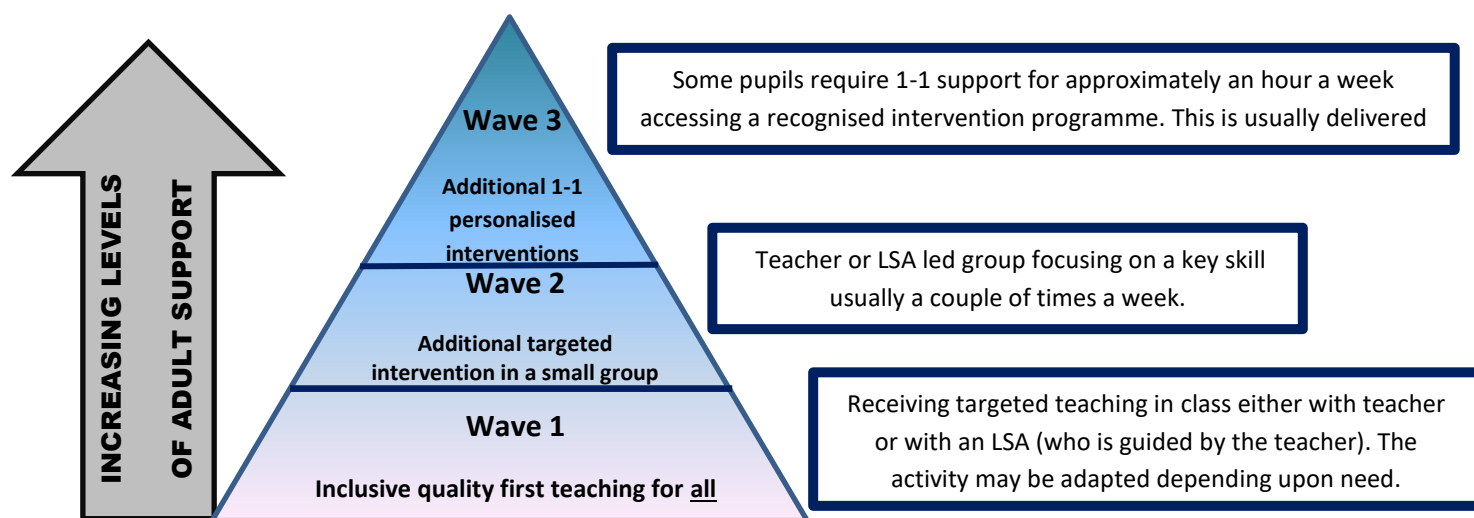 INCREASING LEVELS
OF ADULT SUPPORT
Wave 3
Additional 1-1
personalised
interventions
Some pupils require 1-1 support for approximately an hour a week
accessing a recognised intervention programme. This is usually delivered
Wave 2
Additional targeted
intervention in a small group
Teacher or LSA led group focusing on a key skill
usually a couple of times a week.
Wave 1
Inclusive quality first teaching for all
Receiving targeted teaching in class either with teacher
or with an LSA (who is guided by the teacher). The
activity may be adapted depending upon need.